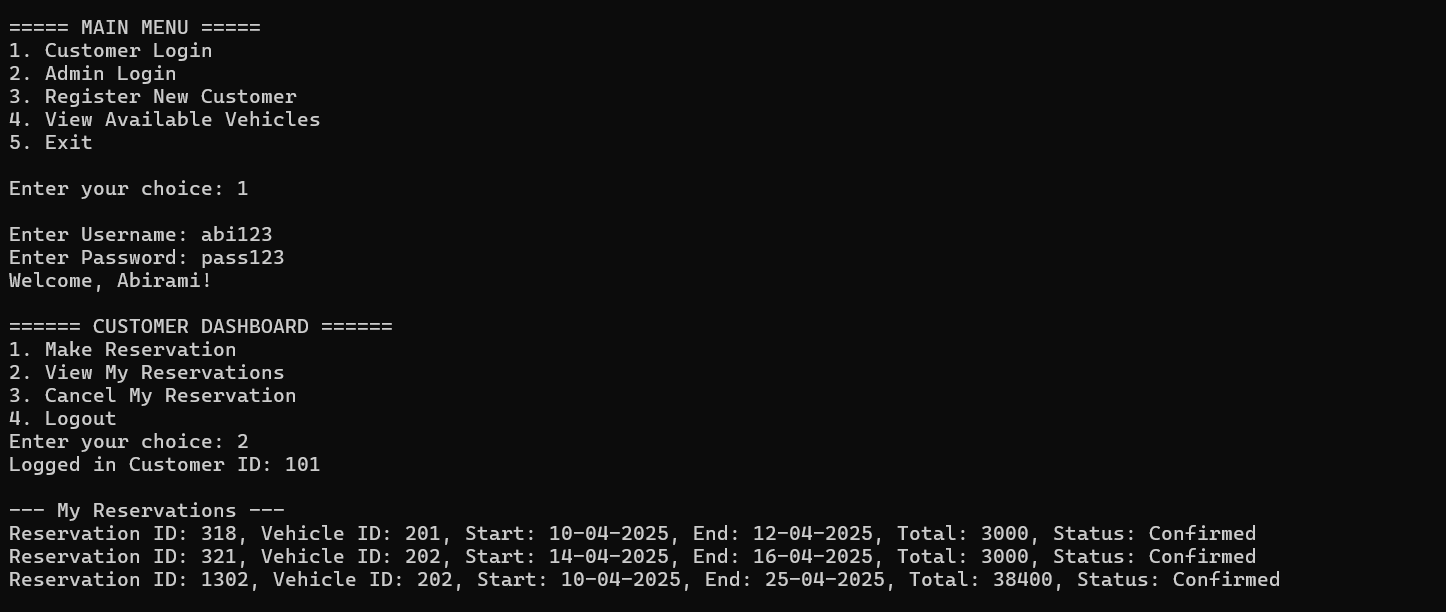 ===== MAIN MENU =====
1. Customer Login
2. Admin Login
3. Register New Customer
4. View Available Vehicles
5. Exit
Enter your choice: 1
Enter Username: abi123
Enter Password: pass123
Welcome, Abirami!
====== CUSTOMER DASHBOARD ======
1. Make Reservation
2. View My Reservations
3. Cancel My Reservation
4. Logout
Enter your choice: 2
Logged in Customer ID: 101
--- My Reservations ---
Reservation ID: 318, Vehicle ID: 201, Start: 10-04-2025, End: 12-04-2025, Total: 3000, Status: Confirmed
Reservation ID: 321, Vehicle ID: 202, Start: 14-04-2025, End: 16-04-2025, Total: 3000, Status: Confirmed
Reservation ID: 1302, Vehicle ID: 202, Start: 10-04-2025, End: 25-04-2025, Total: 38400, Status: Confirmed